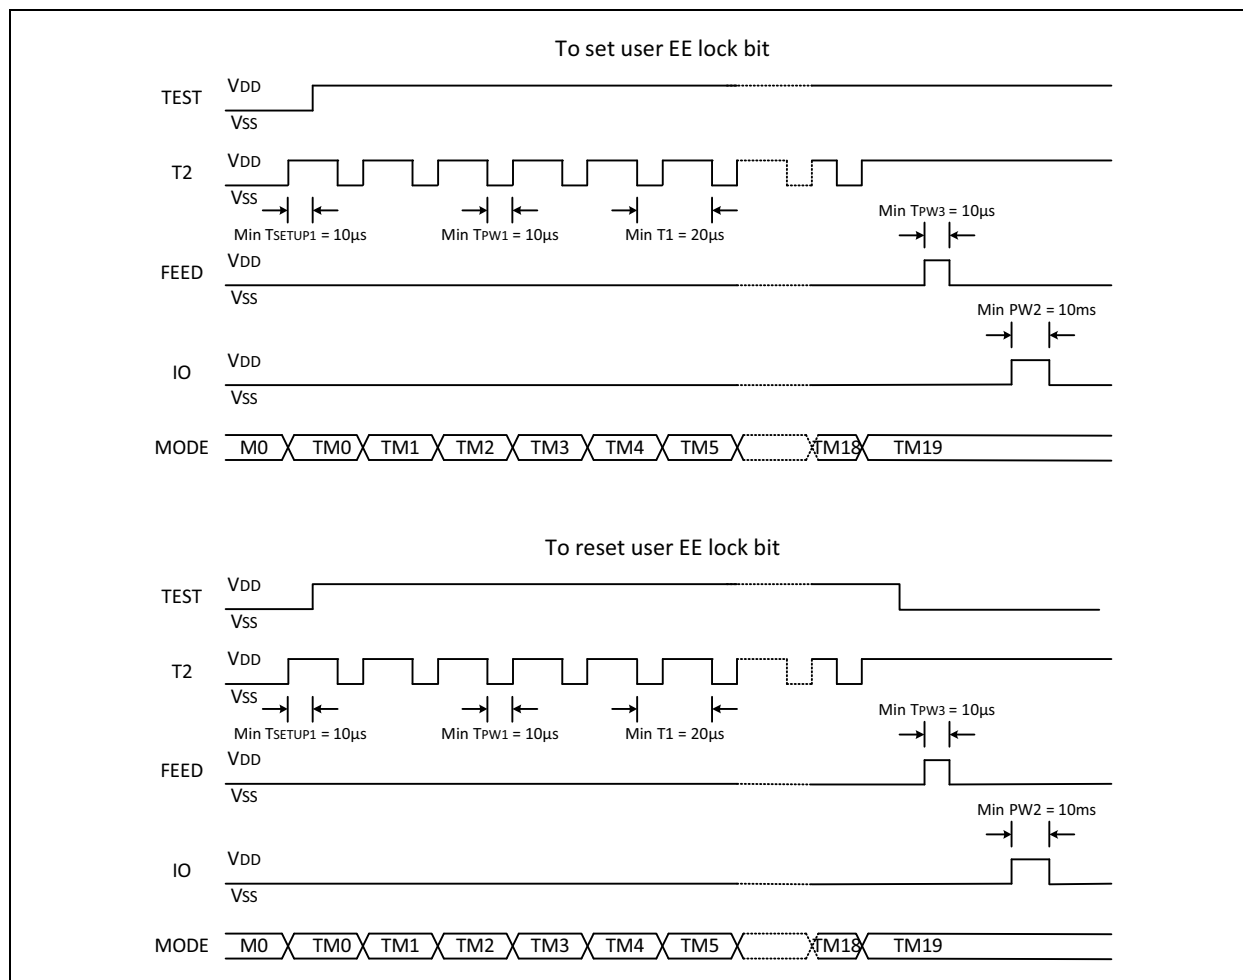 To set user EE lock bit
TEST
VDD
VSS
T2
VDD
VSS
Min TSETUP1 = 10µs
Min TPW1 = 10µs
Min T1 = 20µs
Min TPW3 = 10µs
FEED
VDD
VSS
Min PW2 = 10ms
IO
VDD
VSS
MODE M0 TM0 TM1 TM2 TM3 TM4 TM5 TM18 TM19
To reset user EE lock bit
TEST
VDD
VSS
T2
VDD
VSS
Min TSETUP1 = 10µs
Min TPW1 = 10µs
Min T1 = 20µs
Min TPW3 = 10µs
FEED
VDD
VSS
Min PW2 = 10ms
IO
VDD
VSS
MODE M0 TM0 TM1 TM2 TM3 TM4 TM5 TM18 TM19